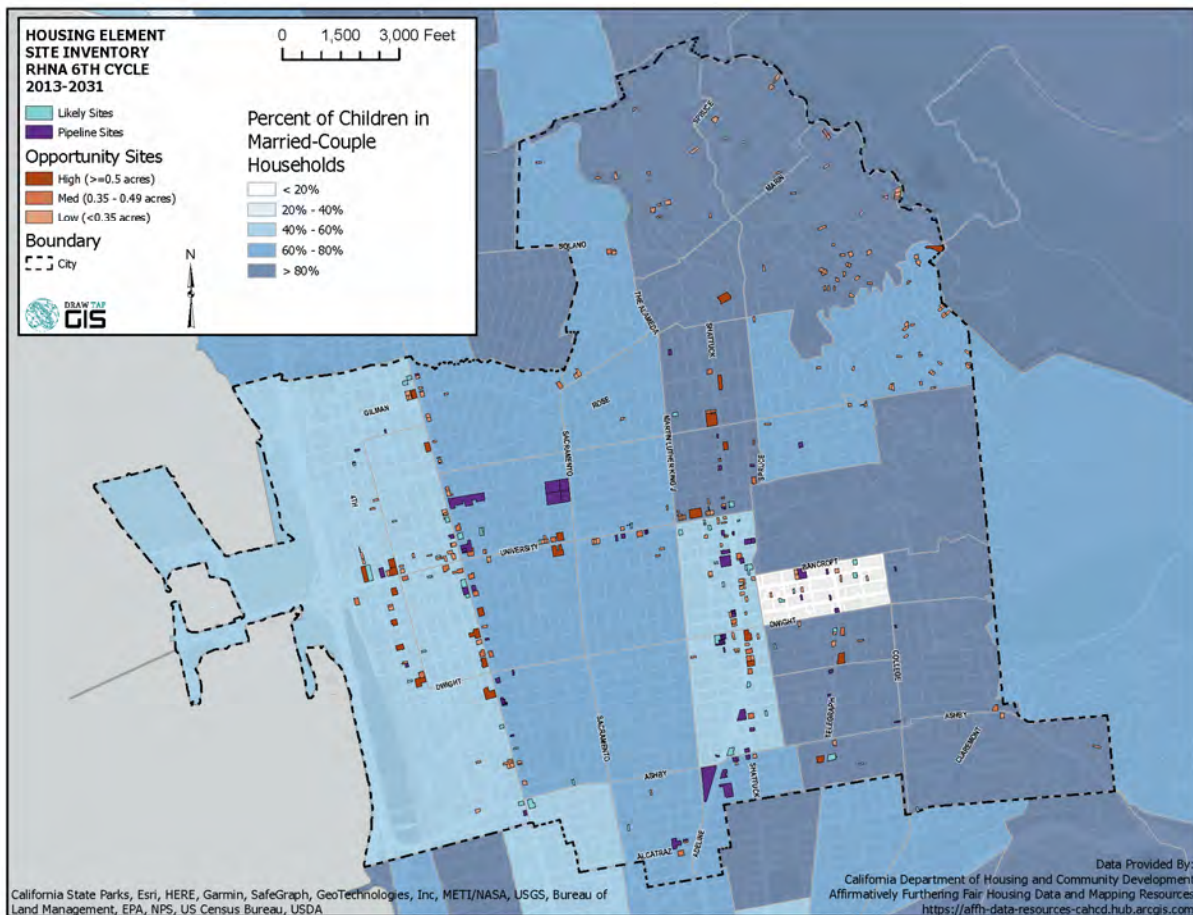 HOUSING ELEMENT
SITE INVENTORY
RHNA 6TH CYCLE
2013-2031
0 1,500 3,000 Feet
Likely Sites
Pipeline Sites
Opportunity Sites
High (>=0.5 acres)
Med (0.35 - 0.49 acres)
Low (<0.35 acres)
Boundary
City
N
DRAW TAP
GIS
Percent of Children in
Married-Couple
Households
< 20%
20% - 40%
40% - 60%
60% - 80%
> 80%
SPRUCE
MARIN
SOLANO
THE ALAMEDA
SHATTUCK
GILMAN
ROSE
SACRAMENTO
MARTIN LUTHER KING J
SPRUCE
4TH
UNIVERSITY
BANCROFT
DWIGHT
DWIGHT
COLLEGE
SACRAMENTO
TELEGRAPH
ASHBY
CLAREMONT
ASHBY
SHATTUCK
ADELINE
ALCATRAZ
California State Parks, Esri, HERE, Garmin, SafeGraph, GeoTechnologies, Inc, METI/NASA, USGS, Bureau of
Land Management, EPA, NPS, US Census Bureau, USDA
Data Provided By:
California Department of Housing and Community Development
Affirmatively Furthering Fair Housing Data and Mapping Resources
https://affh-data-resources-cahcd.hub.arcgis.com